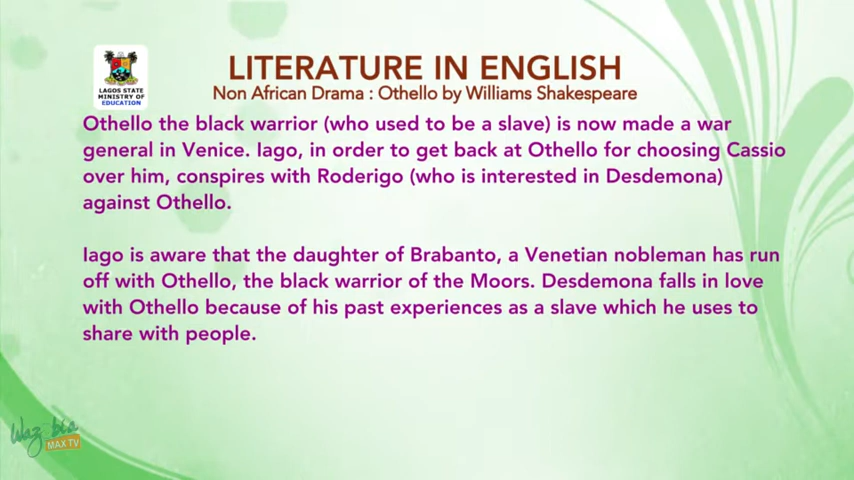 LITERATURE IN ENGLISH
Non African Drama : Othello by Williams Shakespeare
LAGOS STATE
MINISTRY OF
EDUCATION
Othello the black warrior (who used to be a slave) is now made a war
general in Venice. Iago, in order to get back at Othello for choosing Cassio
over him, conspires with Roderigo (who is interested in Desdemona)
against Othello.
Iago is aware that the daughter of Brabanto, a Venetian nobleman has run
off with Othello, the black warrior of the Moors. Desdemona falls in love
with Othello because of his past experiences as a slave which he uses to
share with people.
Wazobia
MAX TV